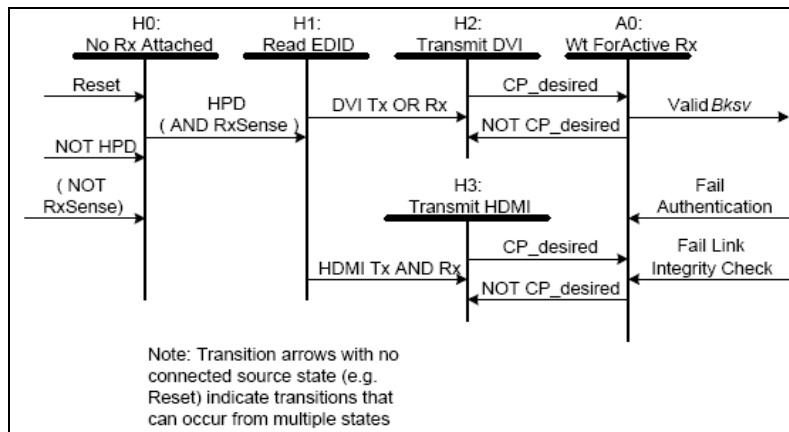 H0:
No Rx Attached
H1:
Read EDID
H2:
Transmit DVI
A0:
Wt ForActive Rx
Reset
HPD
( AND RxSense )
DVI Tx OR Rx
CP_desired
Valid Bksv
NOT CP_desired
NOT HPD
( NOT
RxSense)
H3:
Transmit HDMI
Fail
Authentication
CP_desired
Fail Link
Integrity Check
HDMI Tx AND Rx
NOT CP_desired
Note: Transition arrows with no
connected source state (e.g.
Reset) indicate transitions that
can occur from multiple states